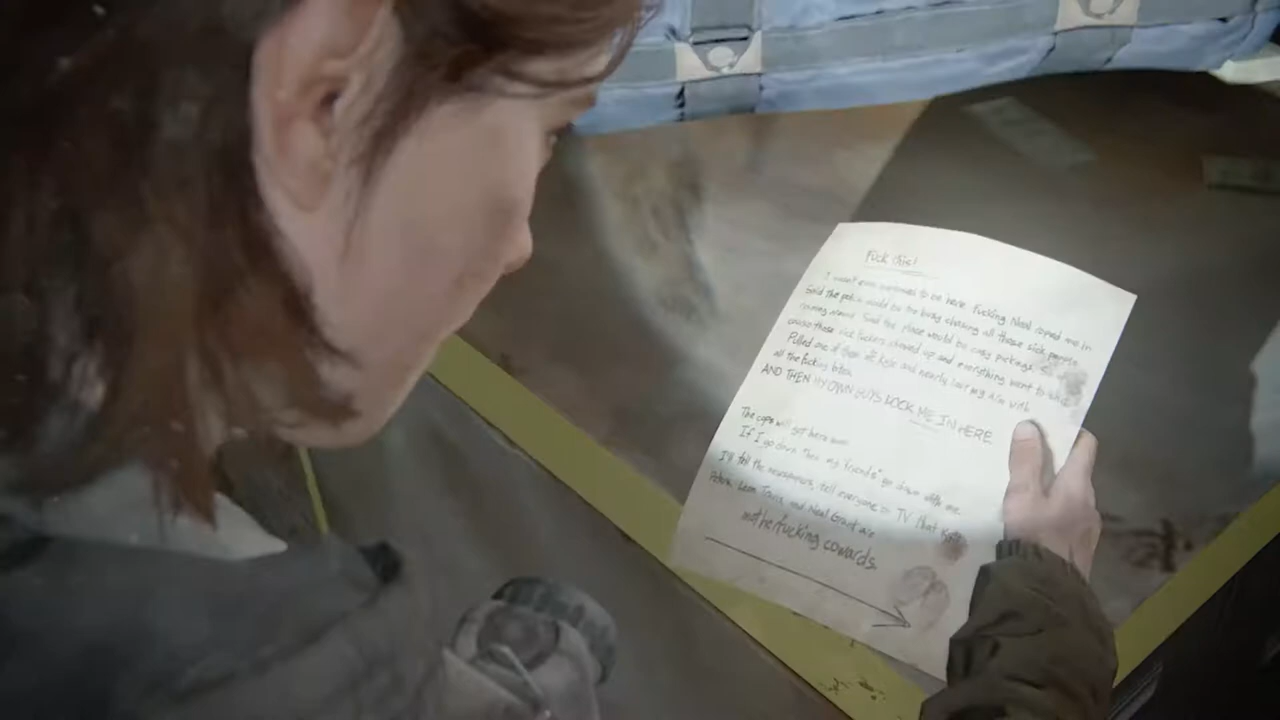 Fuck this!
I wasn't even supposed to be here. Fucking Neal roped me in
Said the police would be too busy chasing all those sick people
running around. Said the place would be easy pickings.
cause those sick fuckers showed up and everything went to
Pulled one of them off Kyle and nearly lost my arm with
all the fucking bites.
AND THEN MY OWN GUYS LOCK ME IN HERE
The cops will get here soon
If I go down then my "friends" go down with me.
I'll tell the newspapers, tell everyone on TV that Kyle
Peter, Leon, Travis and Neal Grant are
motherfucking cowards.